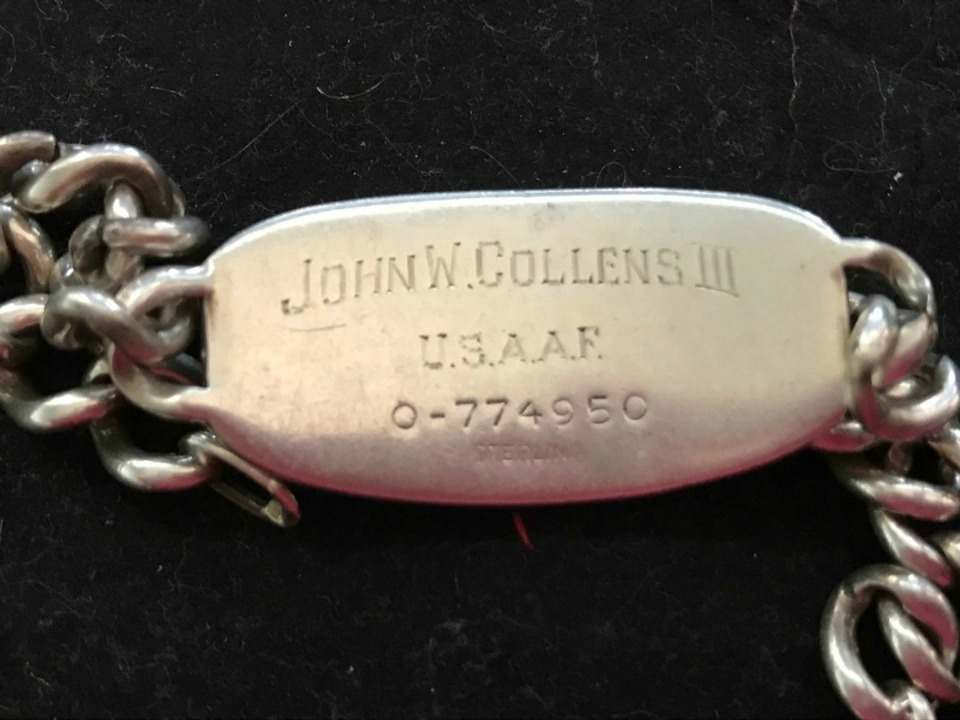 JOHN W. COLLENS III
U.S.A.A.F.
O-774950
STERLING